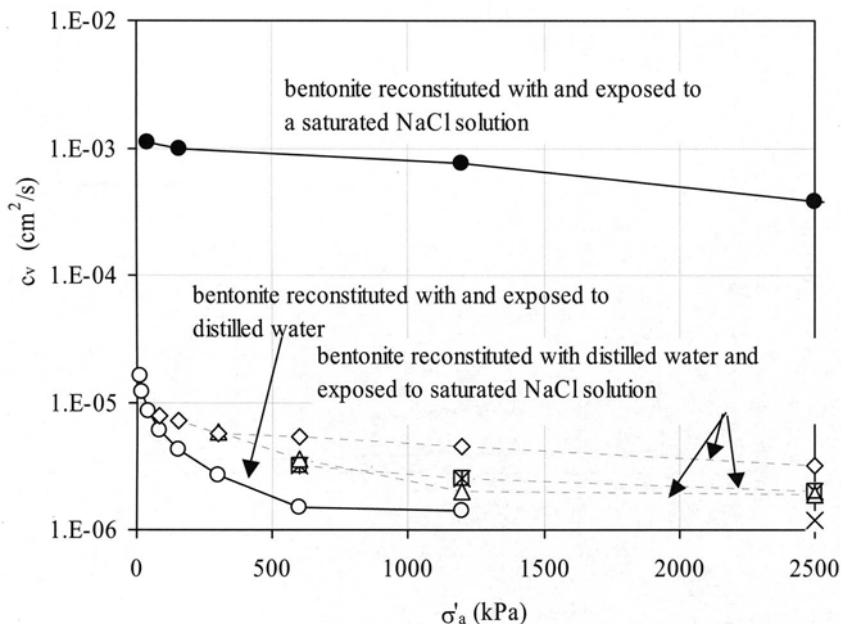 1.E-02
bentonite reconstituted with and exposed to
a saturated NaCl solution
1.E-03
c_v (cm²/s)
1.E-04
bentonite reconstituted with and exposed to
distilled water
bentonite reconstituted with distilled water and
exposed to saturated NaCl solution
1.E-05
1.E-06
0 500 1000 1500 2000 2500
σ'_a (kPa)